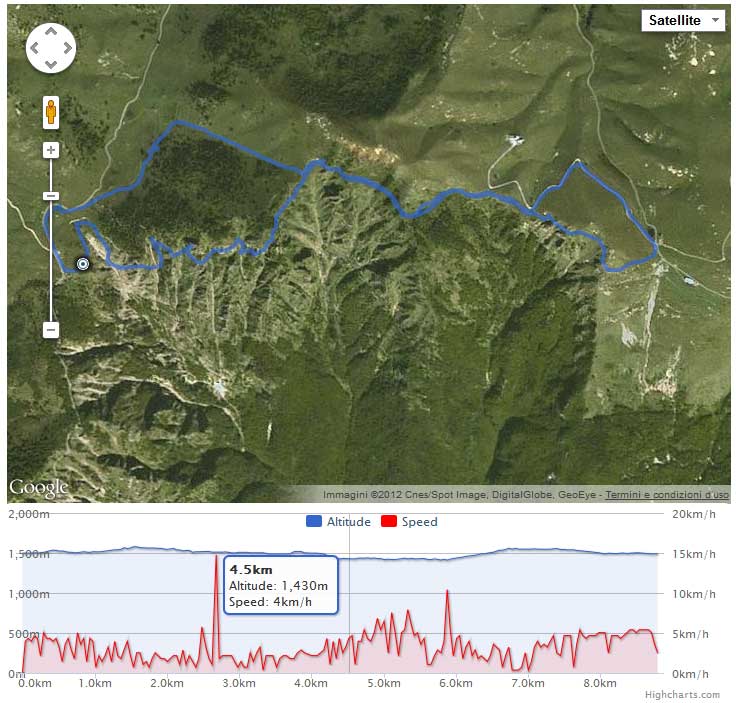 Satellite
Google
Immagini ©2012 Cnes/Spot Image, DigitalGlobe, GeoEye - Termini e condizioni d'uso
2,000m
Altitude Speed
20km/h
1,500m
15km/h
4.5km
Altitude: 1,430m
Speed: 4km/h
1,000m
10km/h
500m
5km/h
0m
0km/h
0.0km 1.0km 2.0km 3.0km 4.0km 5.0km 6.0km 7.0km 8.0km
Highcharts.com